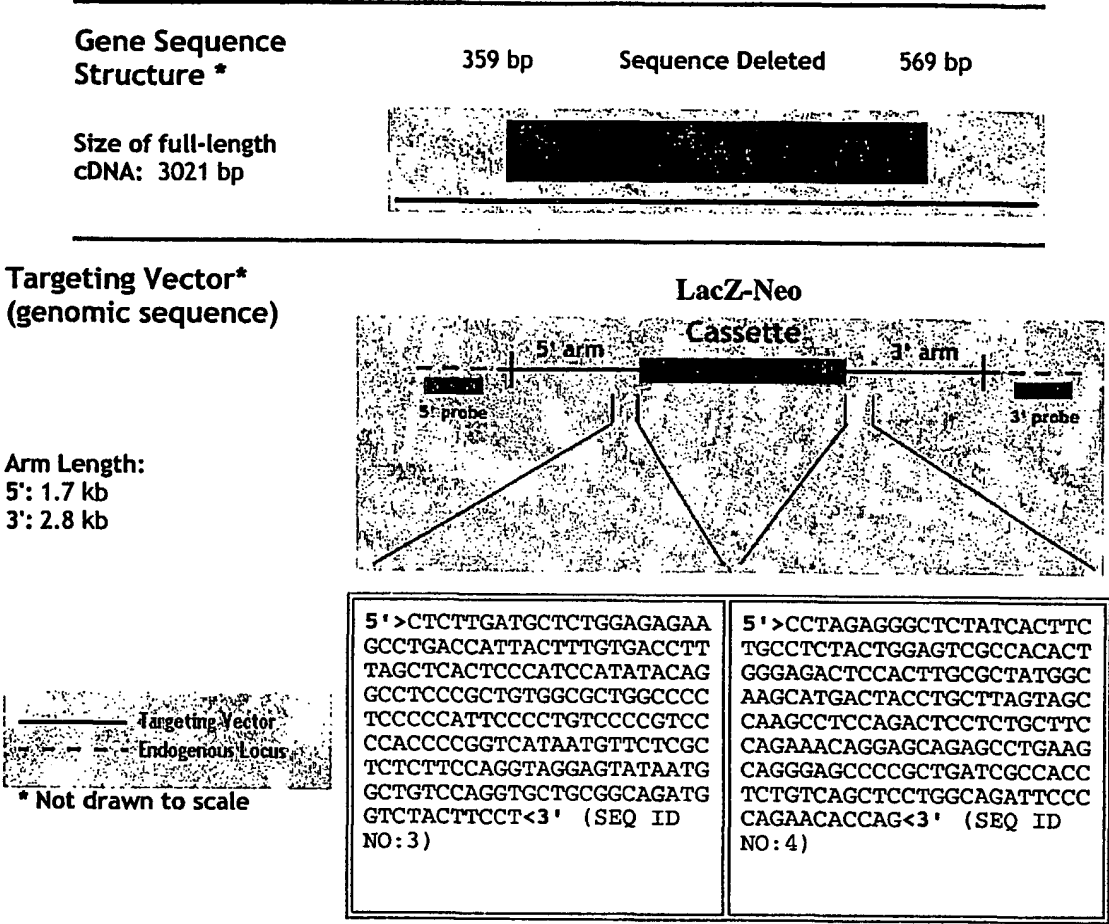 Gene Sequence
Structure *
359 bp Sequence Deleted 569 bp
Size of full-length
cDNA: 3021 bp
Targeting Vector*
(genomic sequence)
LacZ-Neo
Cassette
5' arm
3' arm
5' probe
3' probe
Arm Length:
5': 1.7 kb
3': 2.8 kb
Targeting Vector
Endogenous Locus
* Not drawn to scale
5'>CTCTTGATGCTCTGGAGAGAA
GCCTGACCATTACTTTGTGACCTT
TAGCTCACTCCCATCCATATACAG
GCCTCCCGCTGTGGCGCTGGCCCC
TCCCCCATTCCCCTGTCCCCGTCC
CCACCCCGGTCATAATGTTCTCGC
TCTCTTCCAGGTAGGAGTATAATG
GCTGTCCAGGTGCTGCGGCAGATG
GTCTACTTCCT<3' (SEQ ID
NO:3)
5'>CCTAGAGGGCTCTATCACTTC
TGCCTCTACTGGAGTCGCCACACT
GGGAGACTCCACTTGCGCTATGGC
AAGCATGACTACCTGCTTAGTAGC
CAAGCCTCCAGACTCCTCTGCTTC
CAGAAACAGGAGCAGAGCCTGAAG
CAGGGAGCCCCGCTGATCGCCACC
TCTGTCAGCTCCTGGCAGATTCCC
CAGAACACCAG<3' (SEQ ID
NO:4)